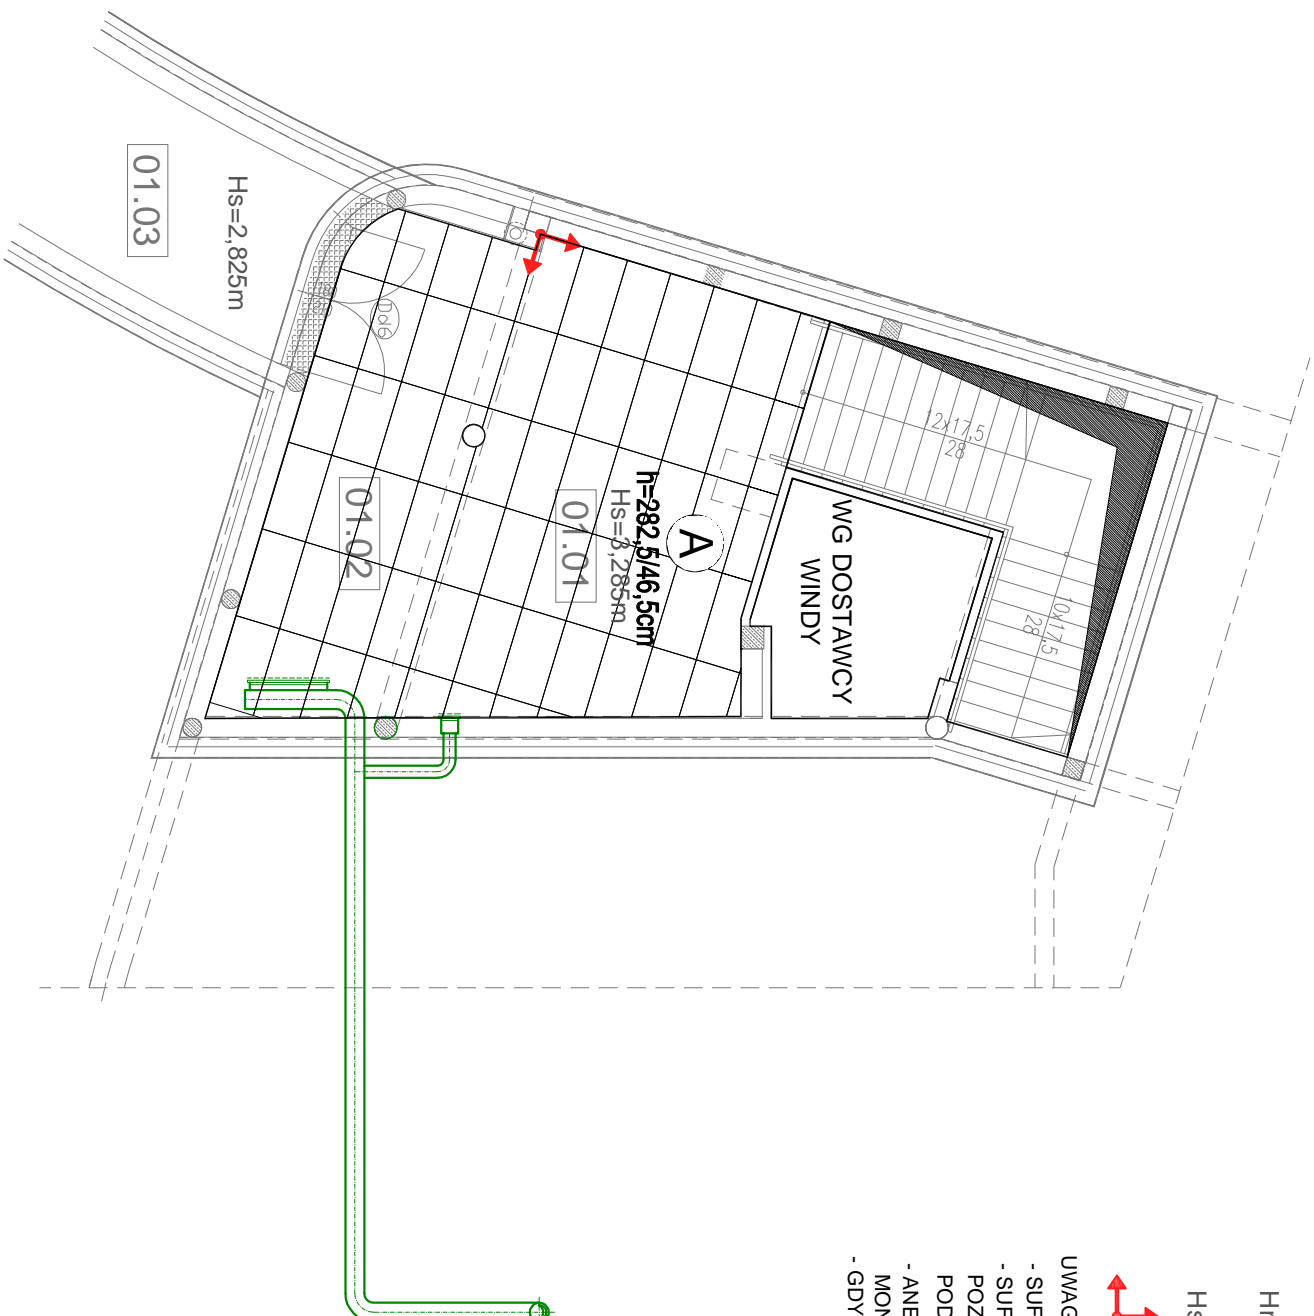 01.03
Hs=2,825m
Dd6
01.02
01.01
Hs=3,285m
h=282,5/46,5cm
A
WG DOSTAWCY
WINDY
12x17,5
28
10x17,5
28
Hr
Hs
UWAG
- SUF
- SUF
POZ
POD
- ANE
MON
- GDY